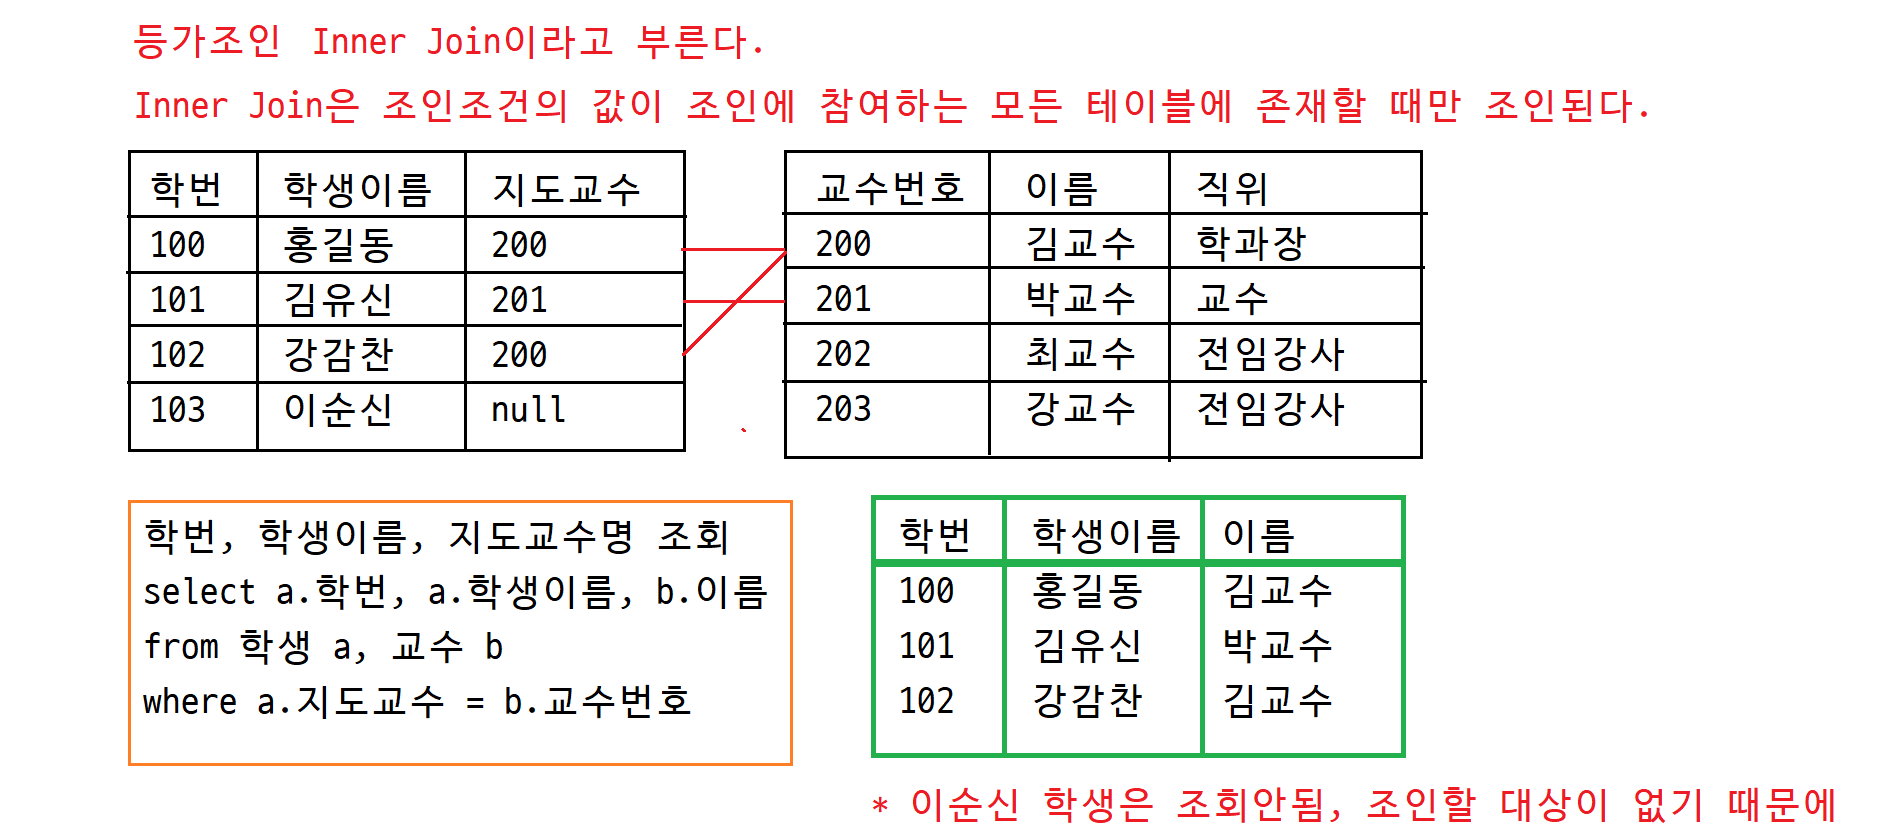 등가조인 Inner Join이라고 부른다.
Inner Join은 조인조건의 값이 조인에 참여하는 모든 테이블에 존재할 때만 조인된다.
학번 학생이름 지도교수
100 홍길동 200
101 김유신 201
102 강감찬 200
103 이순신 null
교수번호 이름 직위
200 김교수 학과장
201 박교수 교수
202 최교수 전임강사
203 강교수 전임강사
학번, 학생이름, 지도교수명 조회
select a.학번, a.학생이름, b.이름
from 학생 a, 교수 b
where a.지도교수 = b.교수번호
학번 학생이름 이름
100 홍길동 김교수
101 김유신 박교수
102 강감찬 김교수
* 이순신 학생은 조회안됨, 조인할 대상이 없기 때문에